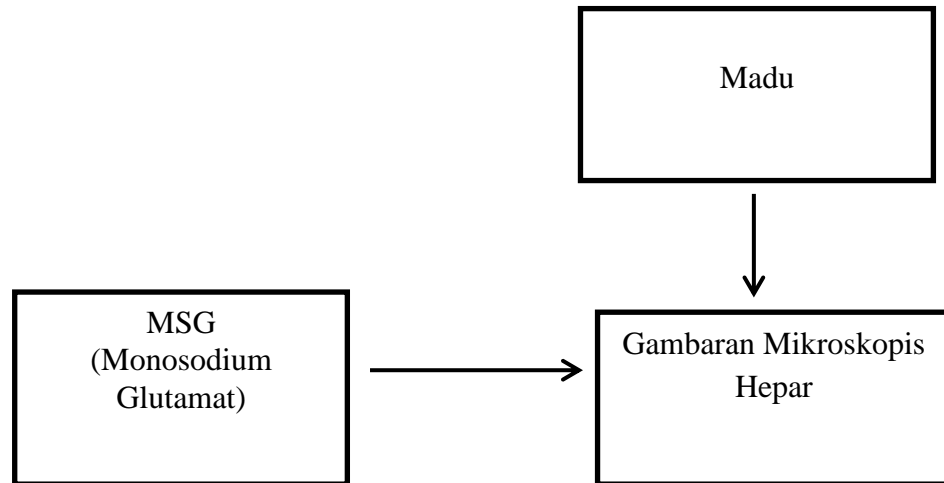 Madu
MSG
(Monosodium
Glutamat)
Gambaran Mikroskopis
Hepar